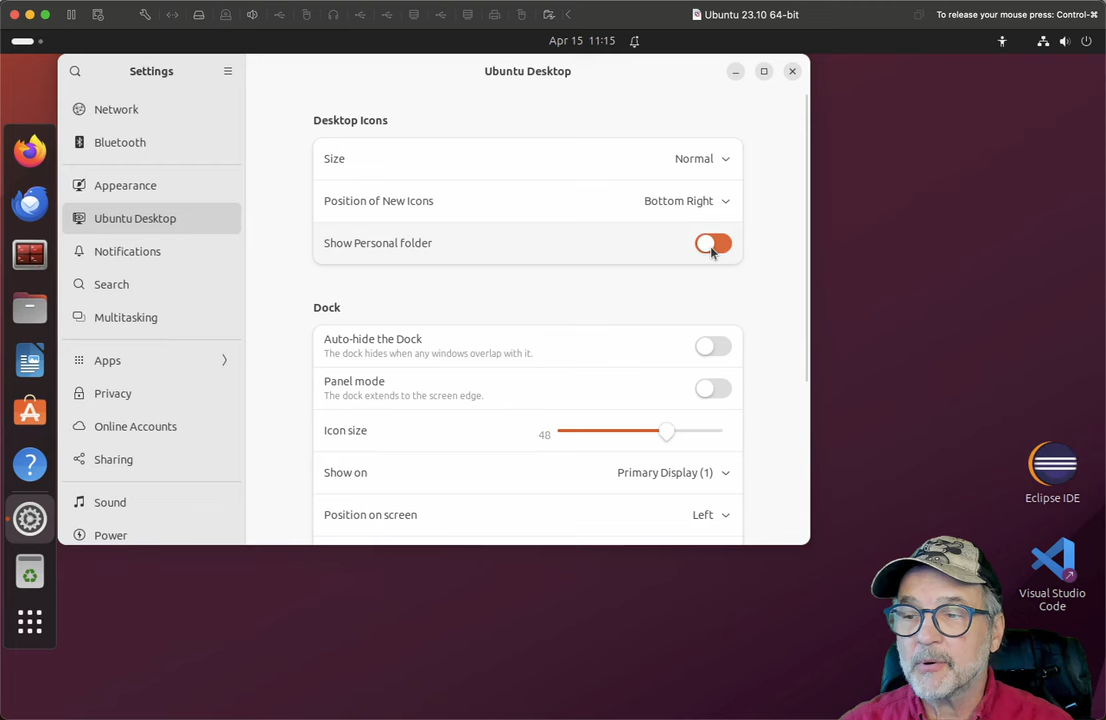 Ubuntu 23.10 64-bit
To release your mouse press: Control-⌘
Apr 15 11:15
Settings
Ubuntu Desktop
Network
Bluetooth
Appearance
Ubuntu Desktop
Notifications
Search
Multitasking
Apps
Privacy
Online Accounts
Sharing
Sound
Power
Desktop Icons
Size
Normal
Position of New Icons
Bottom Right
Show Personal folder
Dock
Auto-hide the Dock
The dock hides when any windows overlap with it.
Panel mode
The dock extends to the screen edge.
Icon size
48
Show on
Primary Display (1)
Position on screen
Left
Eclipse IDE
Visual Studio
Code